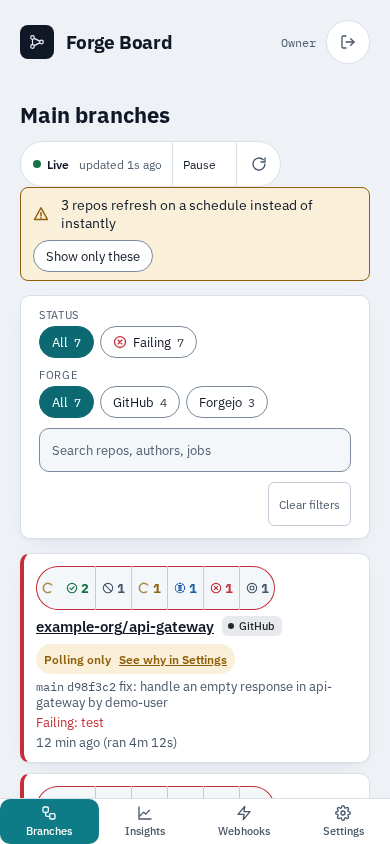 Forge Board
Owner
Main branches
Live updated 1s ago Pause
3 repos refresh on a schedule instead of
instantly
Show only these
STATUS
All 7 Failing 7
FORGE
All 7 GitHub 4 Forgejo 3
Search repos, authors, jobs
Clear filters
2 1 1 1 1 1
example-org/api-gateway GitHub
Polling only See why in Settings
main d98f3c2 fix: handle an empty response in api-
gateway by demo-user
Failing: test
12 min ago (ran 4m 12s)
Branches Insights Webhooks Settings